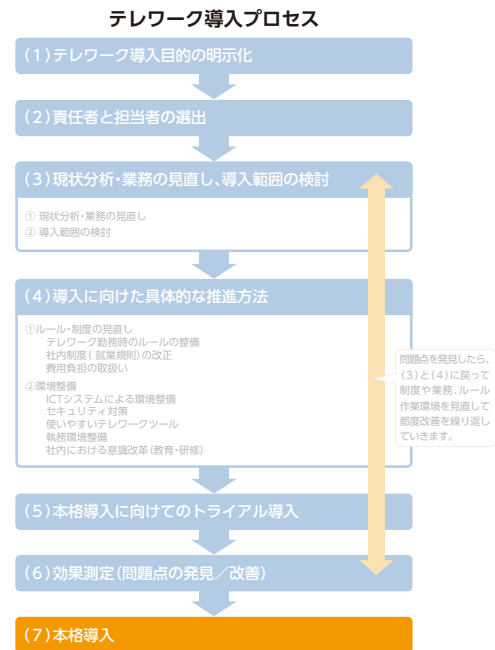 テレワーク導入プロセス
(1)テレワーク導入目的の明示化
(2)責任者と担当者の選出
(3)現状分析・業務の見直し、導入範囲の検討
① 現状分析・業務の見直し
② 導入範囲の検討
(4)導入に向けた具体的な推進方法
①ルール・制度の見直し
テレワーク勤務時のルールの整備
社内制度( 就業規則)の改正
費用負担の取扱い
②環境整備
ICTシステムによる環境整備
セキュリティ対策
使いやすいテレワークツール
執務環境整備
社内における意識改革(教育・研修)
問題点を発見したら、
(3)と(4)に戻って
制度や業務、ルール
作業環境を見直して
都度改善を繰り返し
ていきます。
(5)本格導入に向けてのトライアル導入
(6)効果測定(問題点の発見/改善)
(7)本格導入